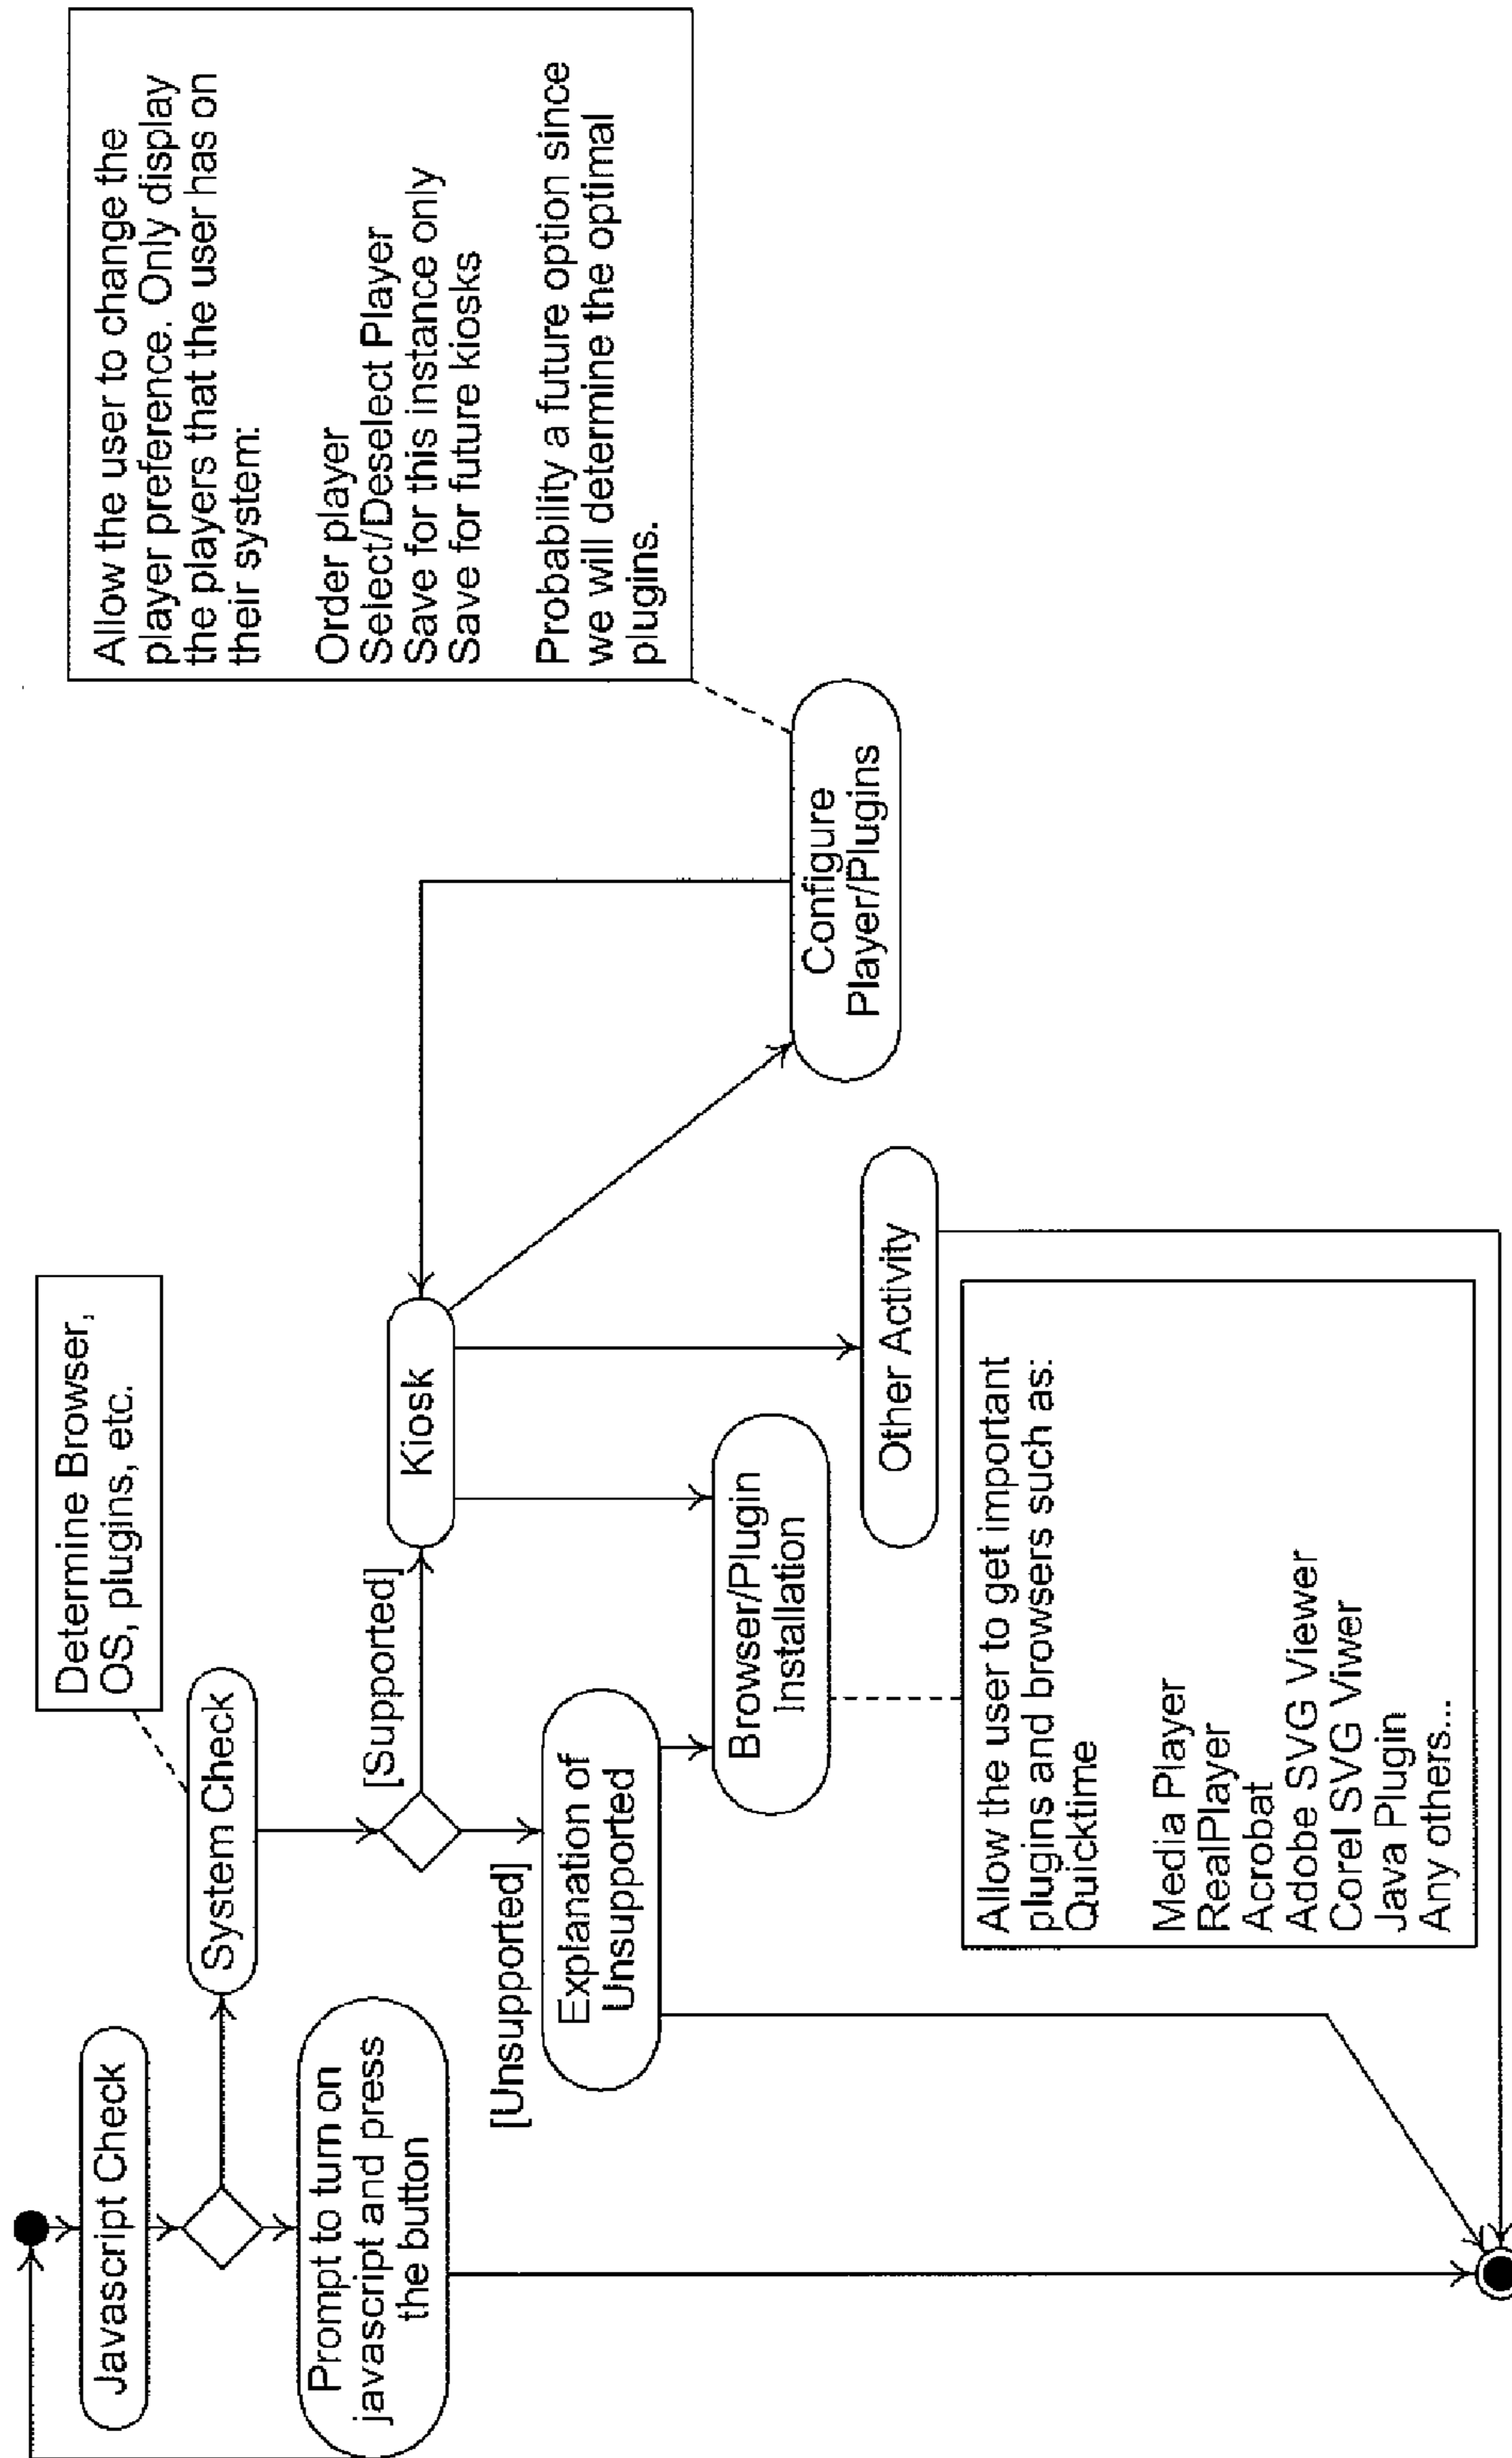 Javascript Check
Prompt to turn on
javascript and press
the button
System Check
Determine Browser,
OS, plugins, etc.
[Supported]
[Unsupported]
Explanation of
Unsupported
Kiosk
Browser/Plugin
Installation
Other Activity
Configure
Player/Plugins
Allow the user to change the
player preference. Only display
the players that the user has on
their system:
Order player
Select/Deselect Player
Save for this instance only
Save for future kiosks
Probability a future option since
we will determine the optimal
plugins.
Allow the user to get important
plugins and browsers such as:
Quicktime
Media Player
RealPlayer
Acrobat
Adobe SVG Viewer
Corel SVG Viwer
Java Plugin
Any others...